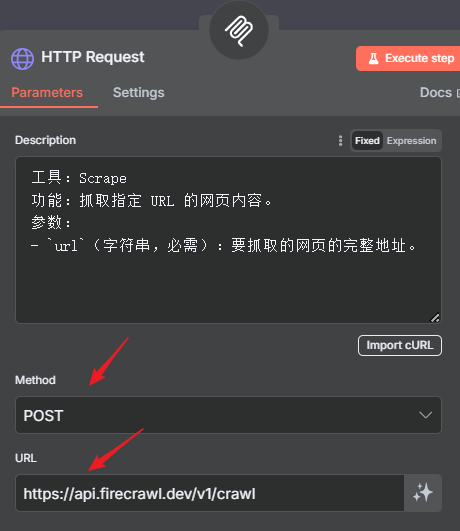 HTTP Request
Execute step
Parameters
Settings
Docs
Description
Fixed
Expression
工具：Scrape
功能：抓取指定 URL 的网页内容。
参数：
- `url`（字符串，必需）：要抓取的网页的完整地址。
Import cURL
Method
POST
URL
https://api.firecrawl.dev/v1/crawl